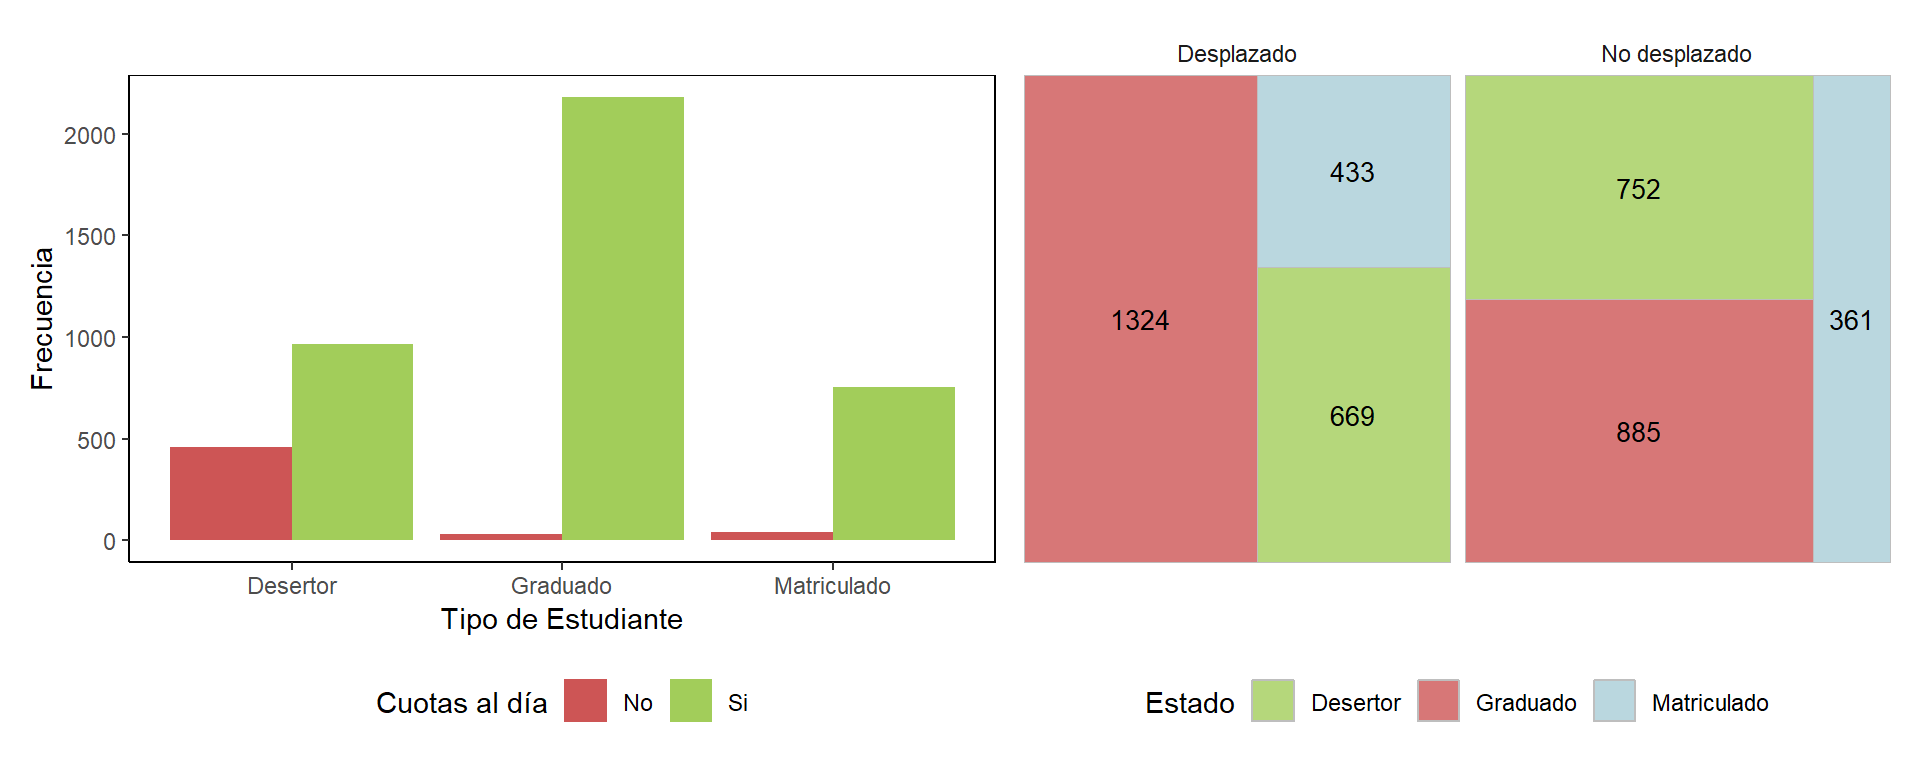 Frecuencia
2000
1500
1000
500
0
Desertor Graduado Matriculado
Tipo de Estudiante
Cuotas al día No Si
Desplazado
1324
433
669
No desplazado
752
885
361
Estado Desertor Graduado Matriculado